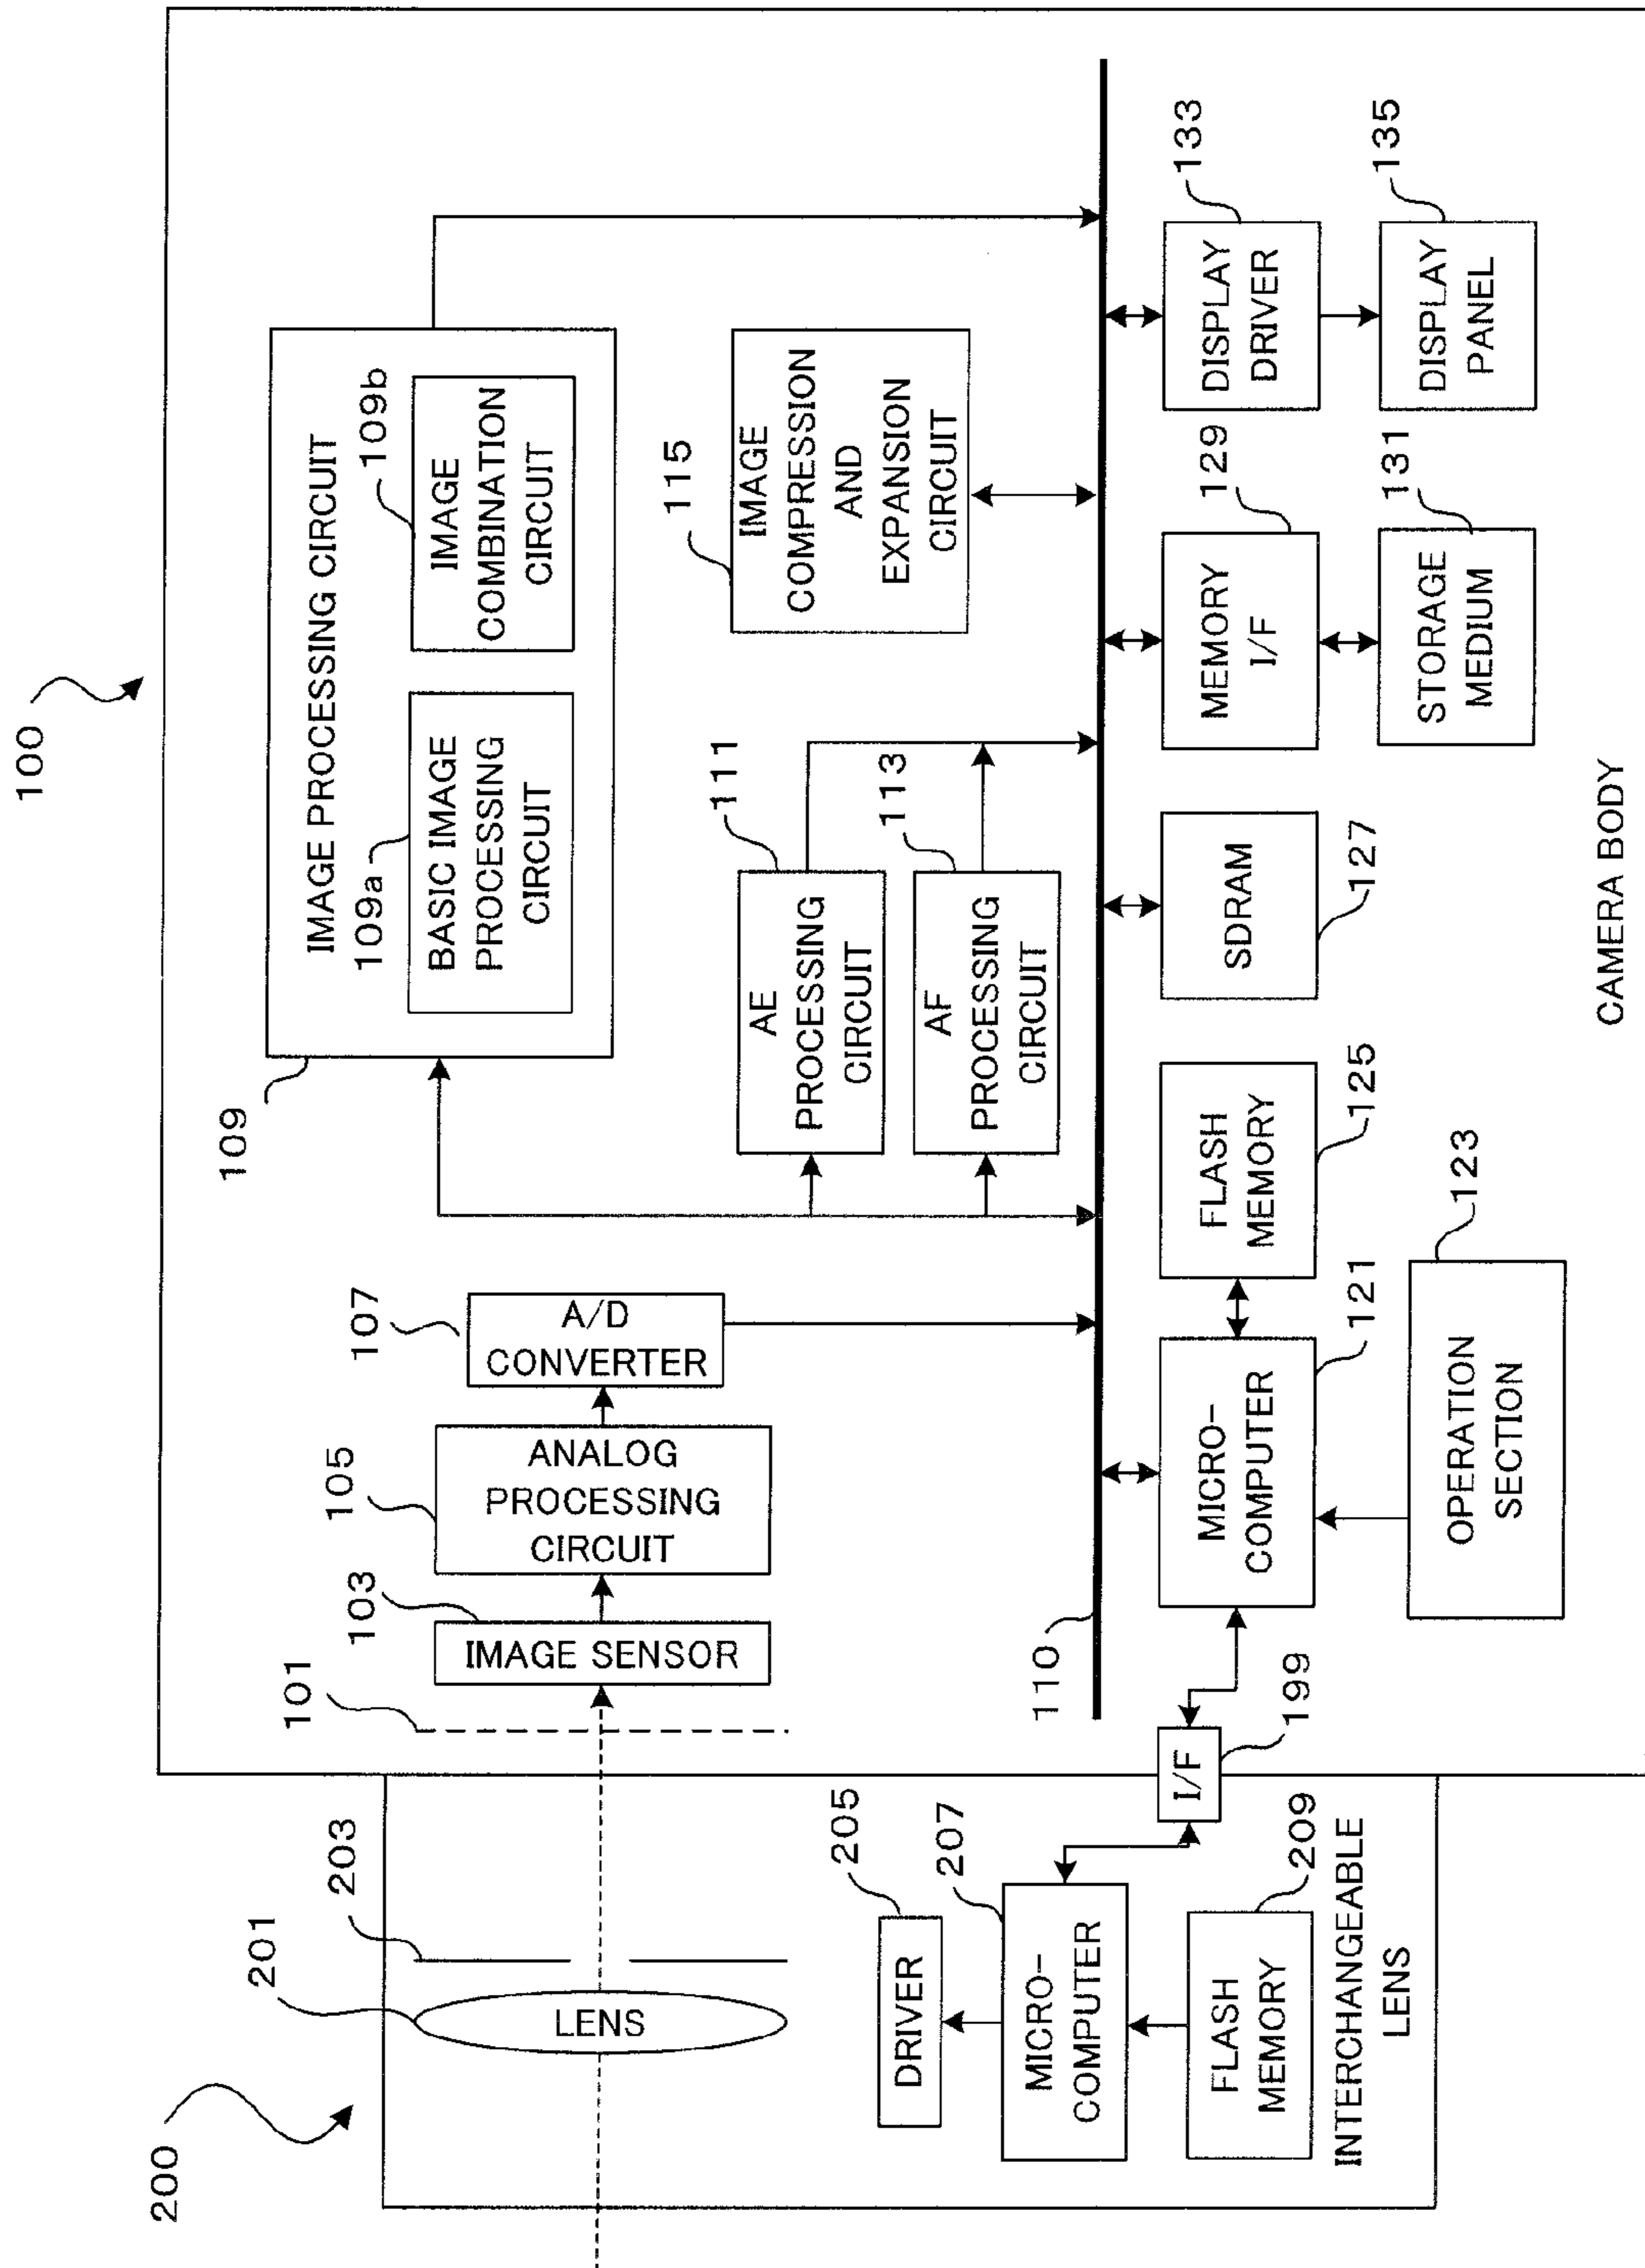 100
200
201
203
LENS
205
DRIVER
207
MICRO-
COMPUTER
209
FLASH
MEMORY
INTERCHANGEABLE
LENS
199
I/F
101
103
IMAGE SENSOR
105
ANALOG
PROCESSING
CIRCUIT
107
A/D
CONVERTER
109
IMAGE PROCESSING CIRCUIT
109a
BASIC IMAGE
PROCESSING
CIRCUIT
109b
IMAGE
COMBINATION
CIRCUIT
111
AE
PROCESSING
CIRCUIT
113
AF
PROCESSING
CIRCUIT
115
IMAGE
COMPRESSION
AND
EXPANSION
CIRCUIT
110
MICRO-
COMPUTER
121
OPERATION
SECTION
123
FLASH
MEMORY
125
SDRAM
127
MEMORY
I/F
129
STORAGE
MEDIUM
131
DISPLAY
DRIVER
133
DISPLAY
PANEL
135
CAMERA BODY